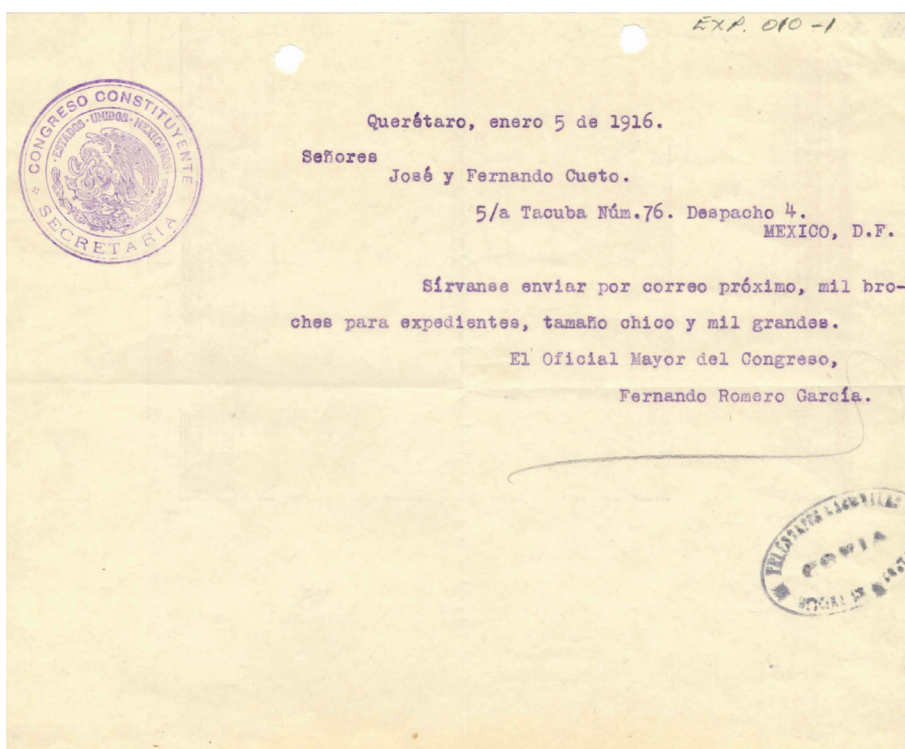 EXP. 010-1
CONGRESO CONSTITUYENTE
ESTADOS·UNIDOS·MEXICANOS
SECRETARIA
Querétaro, enero 5 de 1916.
Señores
José y Fernando Cueto.
5/a Tacuba Núm.76. Despacho 4.
MEXICO, D.F.
Sírvanse enviar por correo próximo, mil bro-
ches para expedientes, tamaño chico y mil grandes.
El Oficial Mayor del Congreso,
Fernando Romero García.
COPIA